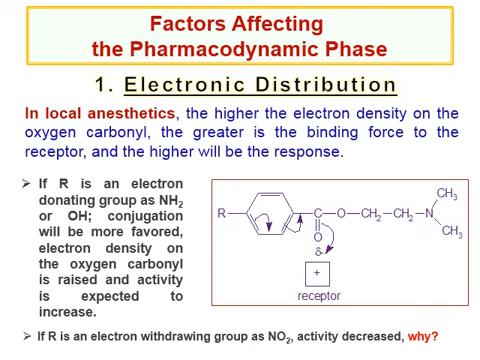 Factors Affecting
the Pharmacodynamic Phase
1. Electronic Distribution
In local anesthetics, the higher the electron density on the
oxygen carbonyl, the greater is the binding force to the
receptor, and the higher will be the response.
➤ If R is an electron
donating group as NH₂
or OH; conjugation
will be more favored,
electron density on
the oxygen carbonyl
is raised and activity
is expected to
increase.
CH₃
R—C—O—CH₂—CH₂—N
CH₃
O
δ-
+
receptor
➤ If R is an electron withdrawing group as NO₂, activity decreased, why?